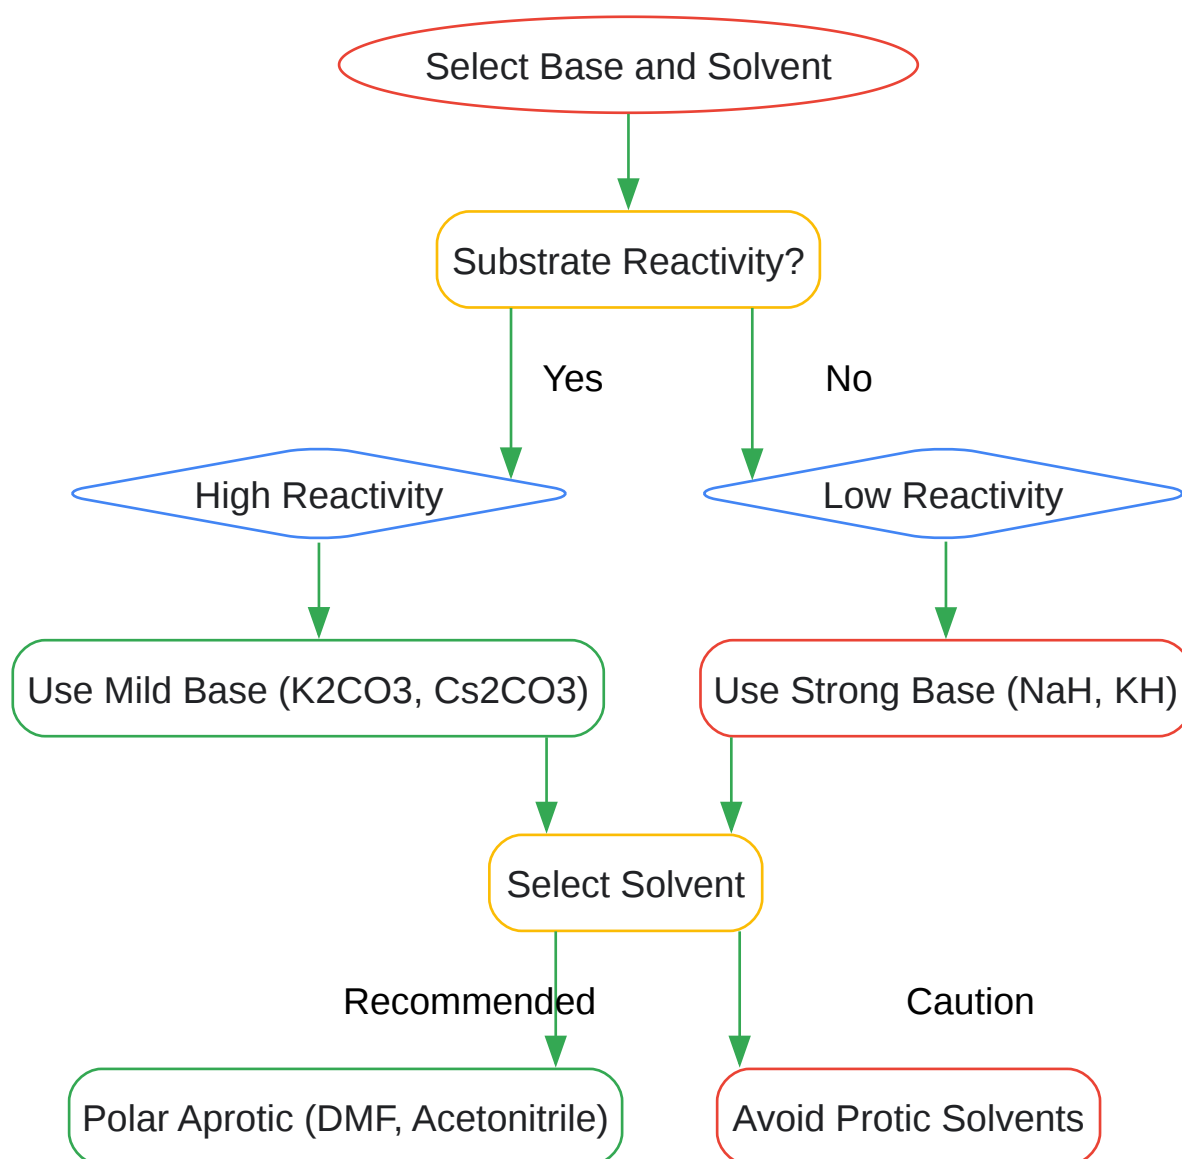 Select Base and Solvent
Substrate Reactivity?
Yes
No
High Reactivity
Low Reactivity
Use Mild Base (K2CO3, Cs2CO3)
Use Strong Base (NaH, KH)
Select Solvent
Recommended
Caution
Polar Aprotic (DMF, Acetonitrile)
Avoid Protic Solvents